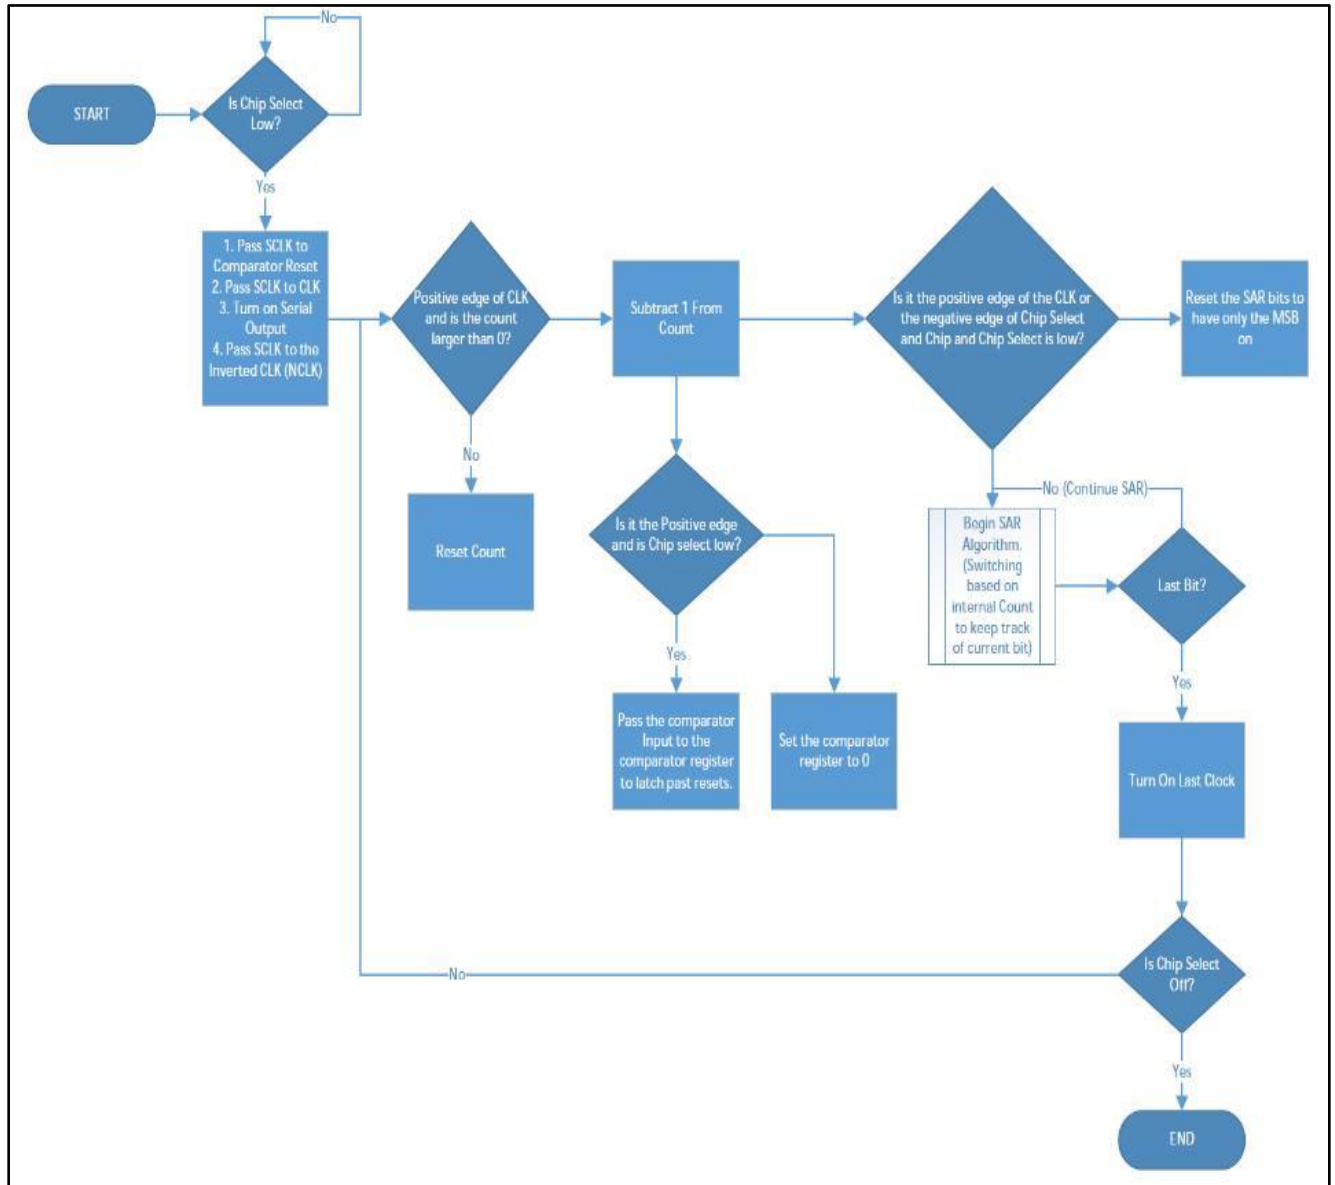 No
START
Is Chip Select
Low?
Yes
1. Pass SCLK to
Comparator Reset
2. Pass SCLK to CLK
3. Turn on Serial
Output
4. Pass SCLK to the
Inverted CLK (NCLK)
Positive edge of CLK
and is the count
larger than 0?
Subtract 1 From
Count
Is it the positive edge of the CLK or
the negative edge of Chip Select
and Chip and Chip Select is low?
Reset the SAR bits to
have only the MSB
on
No
Reset Count
Is it the Positive edge
and is Chip select low?
No (Continue SAR)
Begin SAR
Algorithm.
(Switching
based on
internal Count
to keep track
of current bit)
Last Bit?
Yes
Pass the comparator
Input to the
comparator register
to latch past resets.
Set the comparator
register to 0
Yes
Turn On Last Clock
Is Chip Select
Off?
No
Yes
END